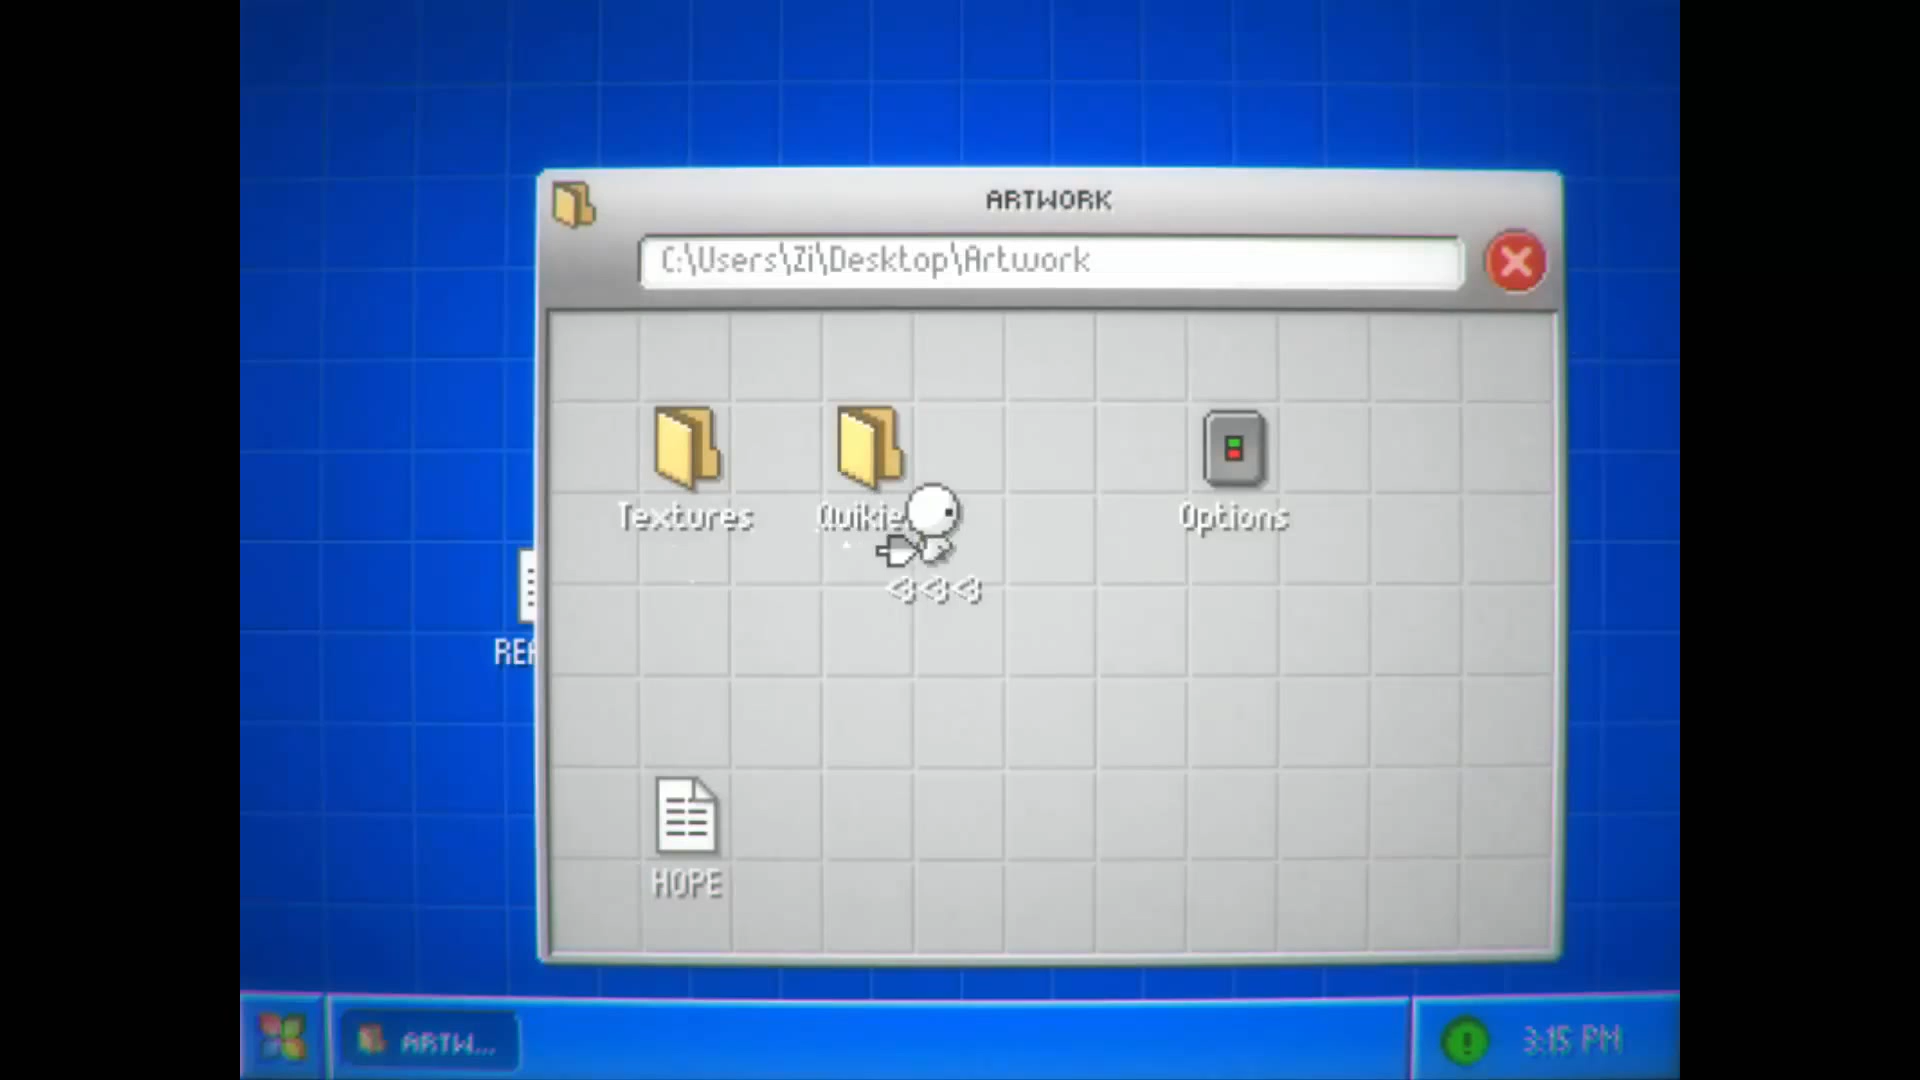 ARTWORK
C:\Users\Zi\Desktop\Artwork
Textures
Quikie
Options
<3<3<3
HOPE
ARTW...
3:15 PM